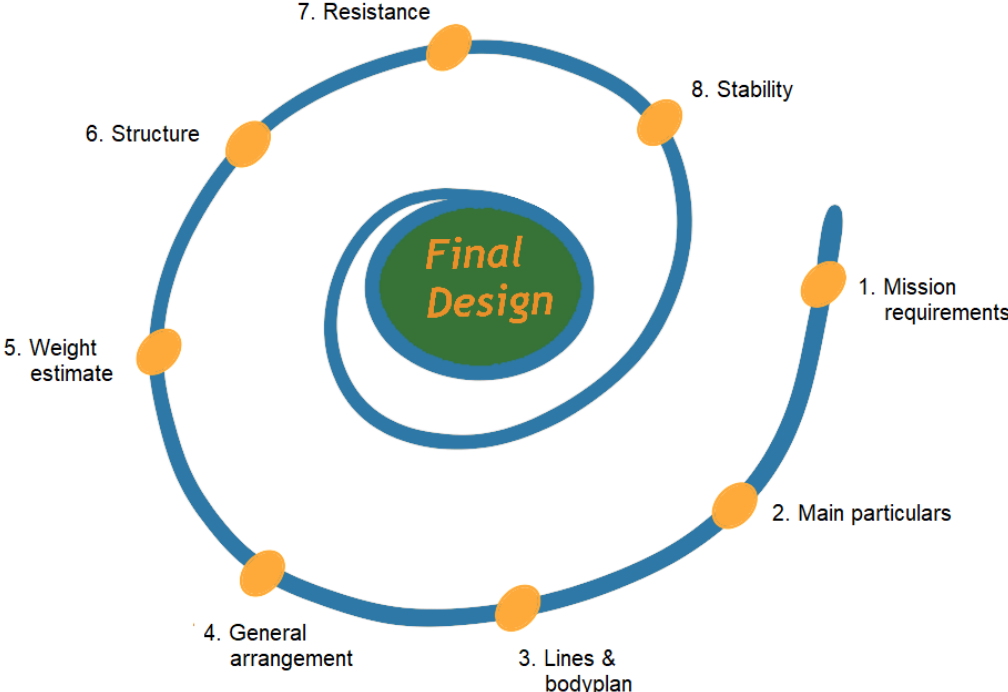 7. Resistance
8. Stability
6. Structure
Final
Design
1. Mission
requirements
5. Weight
estimate
2. Main particulars
4. General
arrangement
3. Lines &
bodyplan